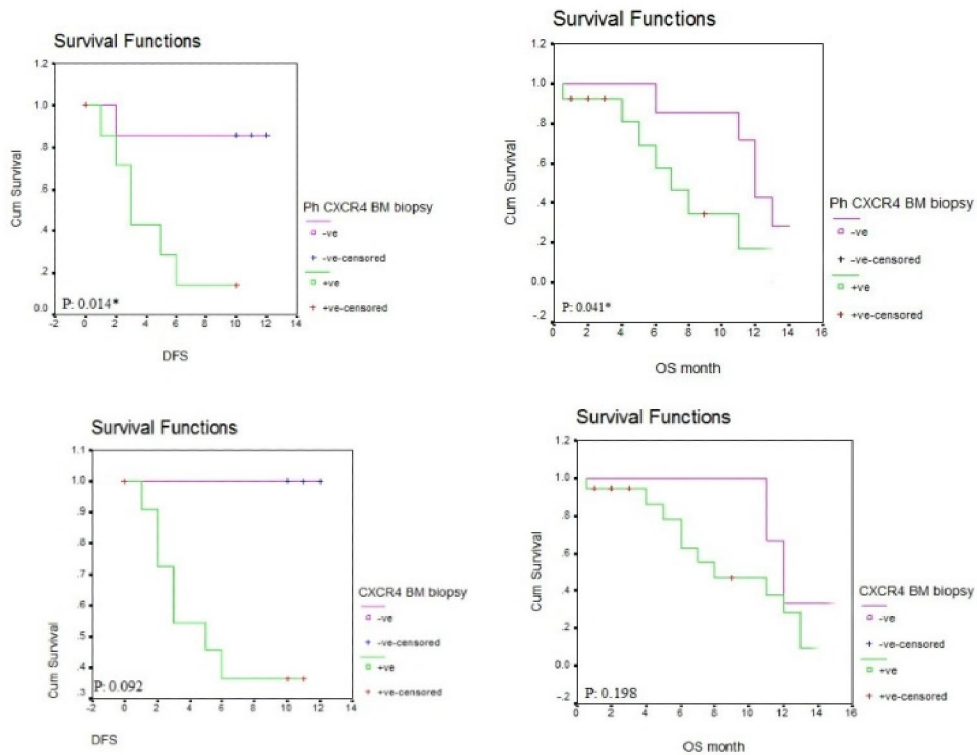 Survival Functions
1.2
1.0
.8
.6
.4
.2
0.0
Cum Survival
P: 0.014*
-2 0 2 4 6 8 10 12 14
DFS
Ph CXCR4 BM biopsy
-ve
-ve-censored
+ve
+ve-censored
Survival Functions
1.2
1.0
.8
.6
.4
.2
0.0
-.2
Cum Survival
P: 0.041*
0 2 4 6 8 10 12 14 16
OS month
Ph CXCR4 BM biopsy
-ve
-ve-censored
+ve
+ve-censored
Survival Functions
1.1
1.0
.9
.8
.7
.6
.5
.4
.3
Cum Survival
P: 0.092
-2 0 2 4 6 8 10 12 14
DFS
CXCR4 BM biopsy
-ve
-ve-censored
+ve
+ve-censored
Survival Functions
1.2
1.0
.8
.6
.4
.2
0.0
-.2
Cum Survival
P: 0.198
0 2 4 6 8 10 12 14 16
OS month
CXCR4 BM biopsy
-ve
-ve-censored
+ve
+ve-censored